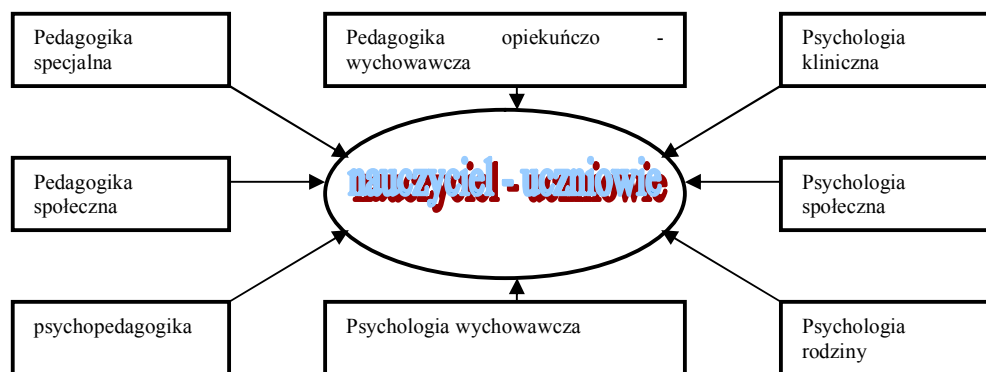 Pedagogika
specjalna
Pedagogika opiekuńczo -
wychowawcza
Psychologia
kliniczna
Pedagogika
społeczna
nauczyciel - uczniowie
Psychologia
społeczna
psychopedagogika
Psychologia wychowawcza
Psychologia
rodziny